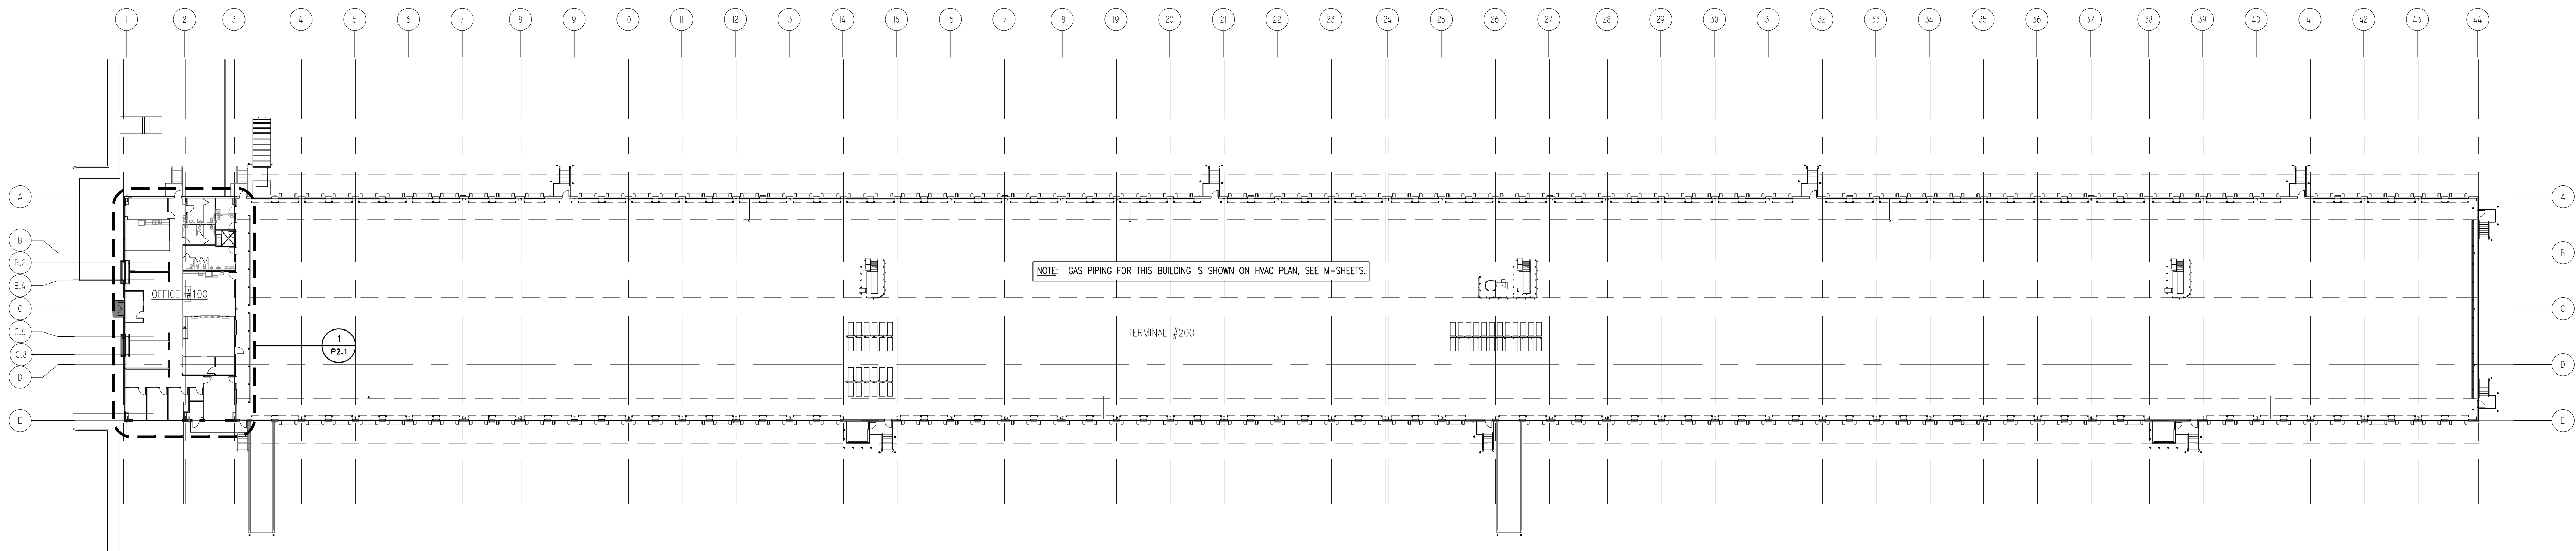 1 2 3 4 5 6 7 8 9 10 11 12 13 14 15 16 17 18 19 20 21 22 23 24 25 26 27 28 29 30 31 32 33 34 35 36 37 38 39 40 41 42 43 44
A A
B B
B.2
NOTE: GAS PIPING FOR THIS BUILDING IS SHOWN ON HVAC PLAN, SEE M-SHEETS.
B.4
OFFICE #100
C C
C.6
TERMINAL #200
1
P2.1
C.8
D D
E E